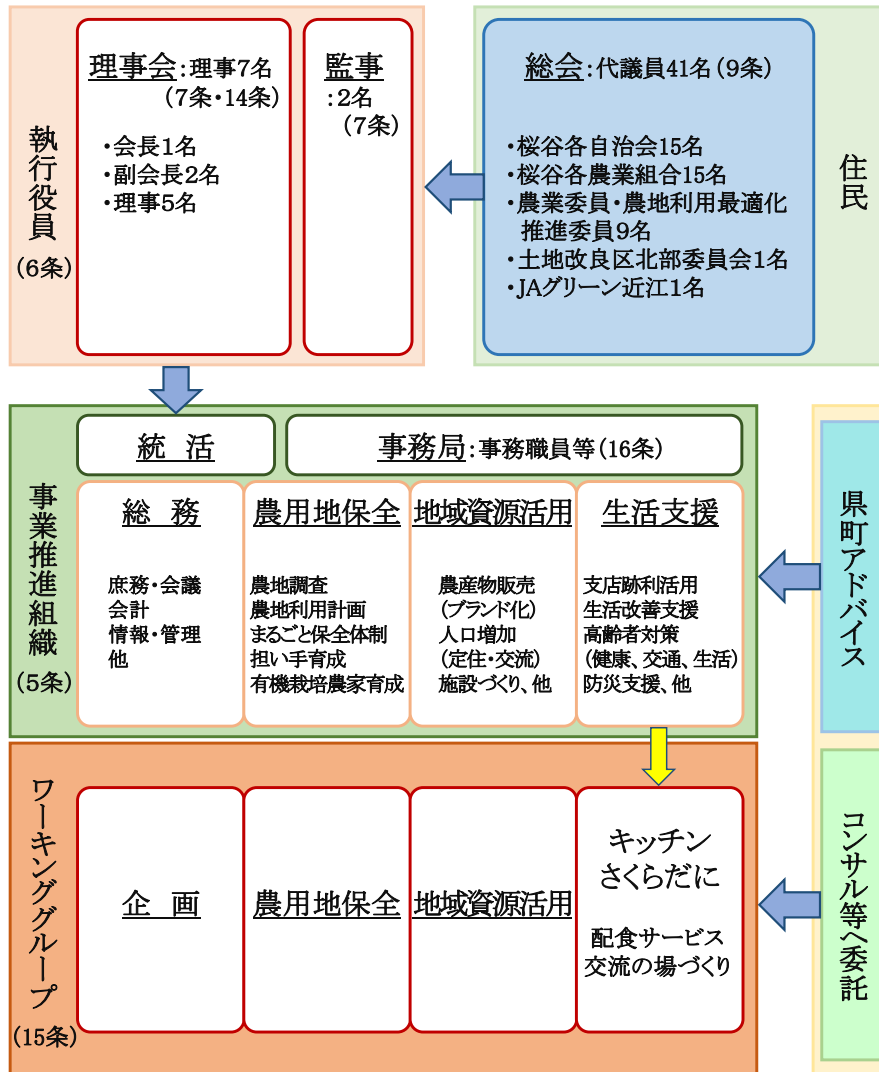 執行役員
(6条)
理事会:理事7名
(7条・14条)
・会長1名
・副会長2名
・理事5名
監事
:2名
(7条)
総会:代議員41名(9条)
・桜谷各自治会15名
・桜谷各農業組合15名
・農業委員・農地利用最適化
推進委員9名
・土地改良区北部委員会1名
・JAグリーン近江1名
住民
事業推進組織
(5条)
統 活
事務局:事務職員等(16条)
総 務
庶務・会議
会計
情報・管理
他
農用地保全
農地調査
農地利用計画
まるごと保全体制
担い手育成
有機栽培農家育成
地域資源活用
農産物販売
(ブランド化)
人口増加
(定住・交流)
施設づくり、他
生活支援
支店跡利活用
生活改善支援
高齢者対策
(健康、交通、生活)
防災支援、他
県町アドバイス
ワーキンググループ
(15条)
企 画
農用地保全
地域資源活用
キッチン
さくらだに
配食サービス
交流の場づくり
コンサル等へ委託